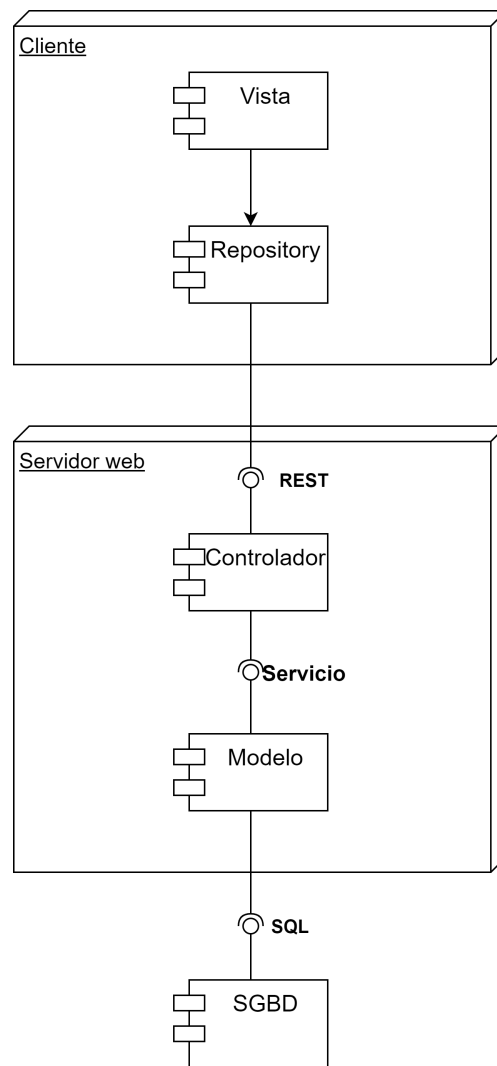 Cliente
Vista
Repository
Servidor web
REST
Controlador
Servicio
Modelo
SQL
SGBD